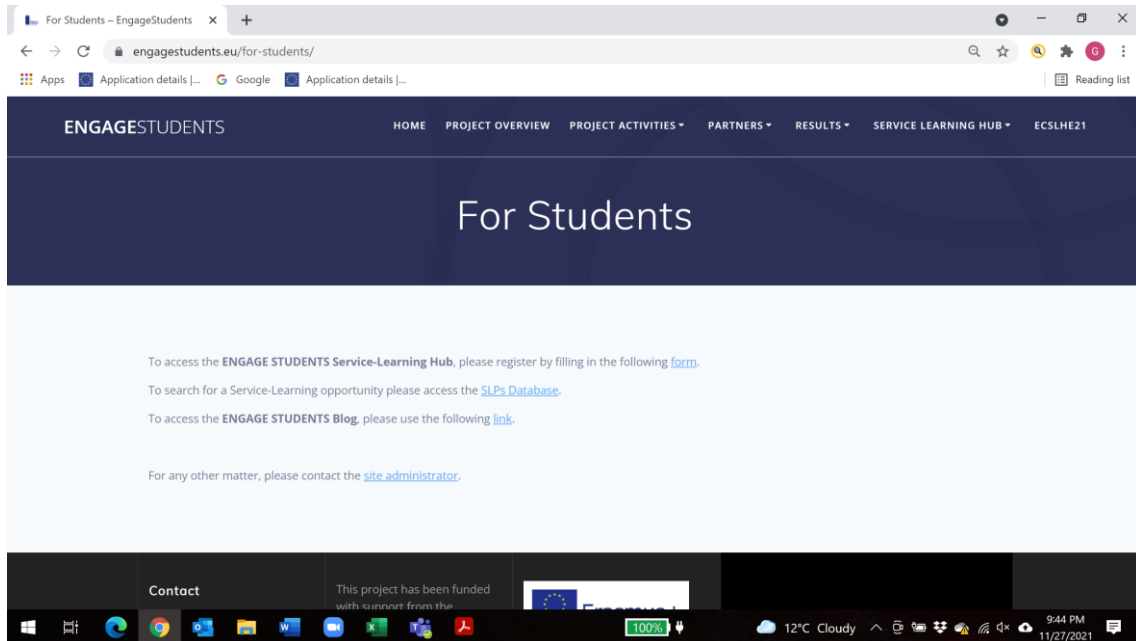 For Students – EngageStudents
engagestudents.eu/for-students/
G
Apps Application details |... G Google Application details |... Reading list
ENGAGESTUDENTS HOME PROJECT OVERVIEW PROJECT ACTIVITIES PARTNERS RESULTS SERVICE LEARNING HUB ECSLHE21
For Students
To access the ENGAGE STUDENTS Service-Learning Hub, please register by filling in the following form.
To search for a Service-Learning opportunity please access the SLPs Database.
To access the ENGAGE STUDENTS Blog, please use the following link.
For any other matter, please contact the site administrator.
Contact
This project has been funded
with support from the
Erasmus+
100% 12°C Cloudy 9:44 PM
11/27/2021